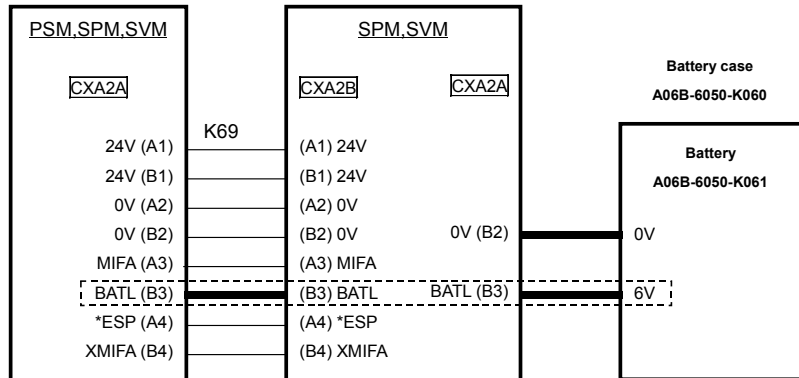 PSM,SPM,SVM
SPM,SVM
Battery case
A06B-6050-K060
CXA2A
CXA2B
CXA2A
K69
Battery
A06B-6050-K061
24V (A1)
(A1) 24V
24V (B1)
(B1) 24V
0V (A2)
(A2) 0V
0V (B2)
(B2) 0V
0V (B2)
0V
MIFA (A3)
(A3) MIFA
BATL (B3)
(B3) BATL
BATL (B3)
6V
*ESP (A4)
(A4) *ESP
XMIFA (B4)
(B4) XMIFA